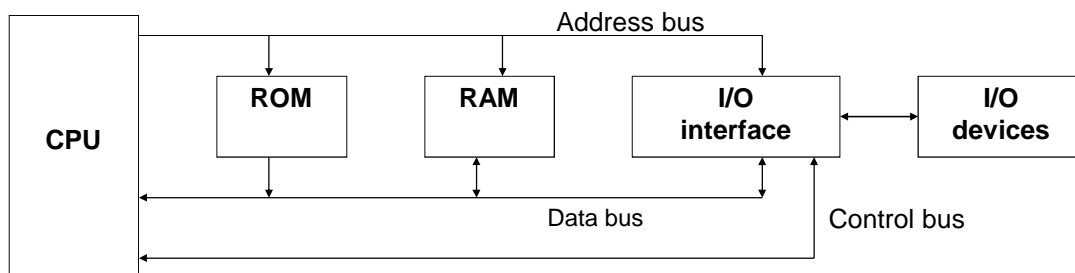 Address bus
ROM
RAM
I/O
interface
I/O
devices
CPU
Data bus
Control bus